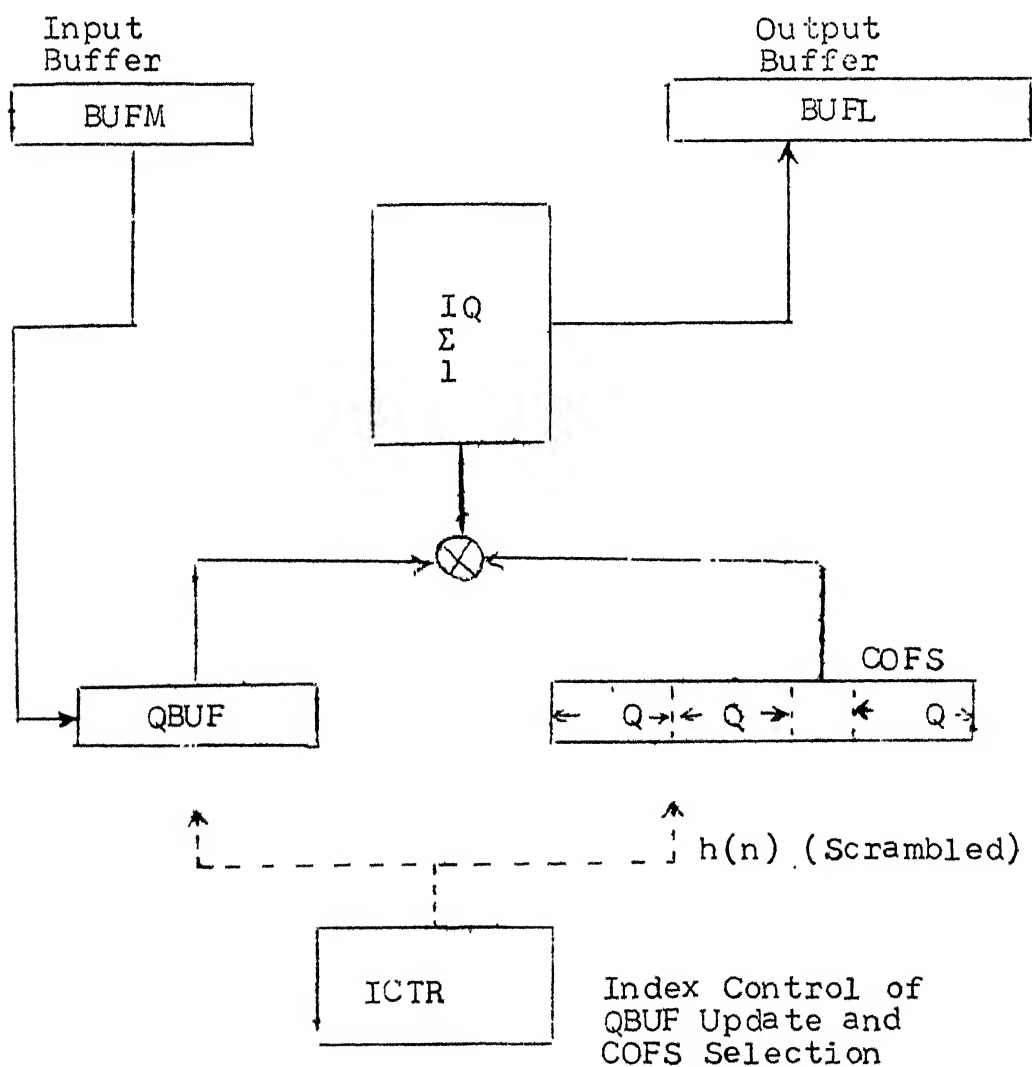 Input
Buffer
BUFM
Output
Buffer
BUFL
IQ
Σ
1
COFS
QBUF
Q Q Q
h(n) (Scrambled)
ICTR
Index Control of
QBUF Update and
COFS Selection